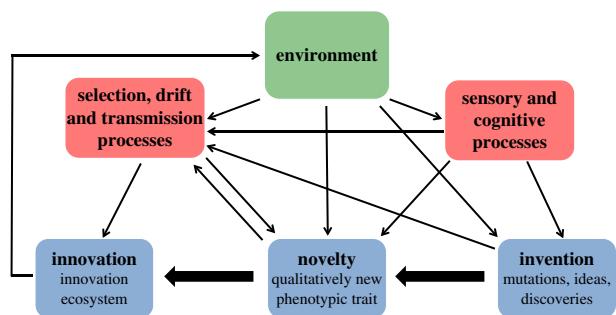 environment
selection, drift
and transmission
processes
sensory and
cognitive
processes
innovation
innovation
ecosystem
novelty
qualitatively new
phenotypic trait
invention
mutations, ideas,
discoveries